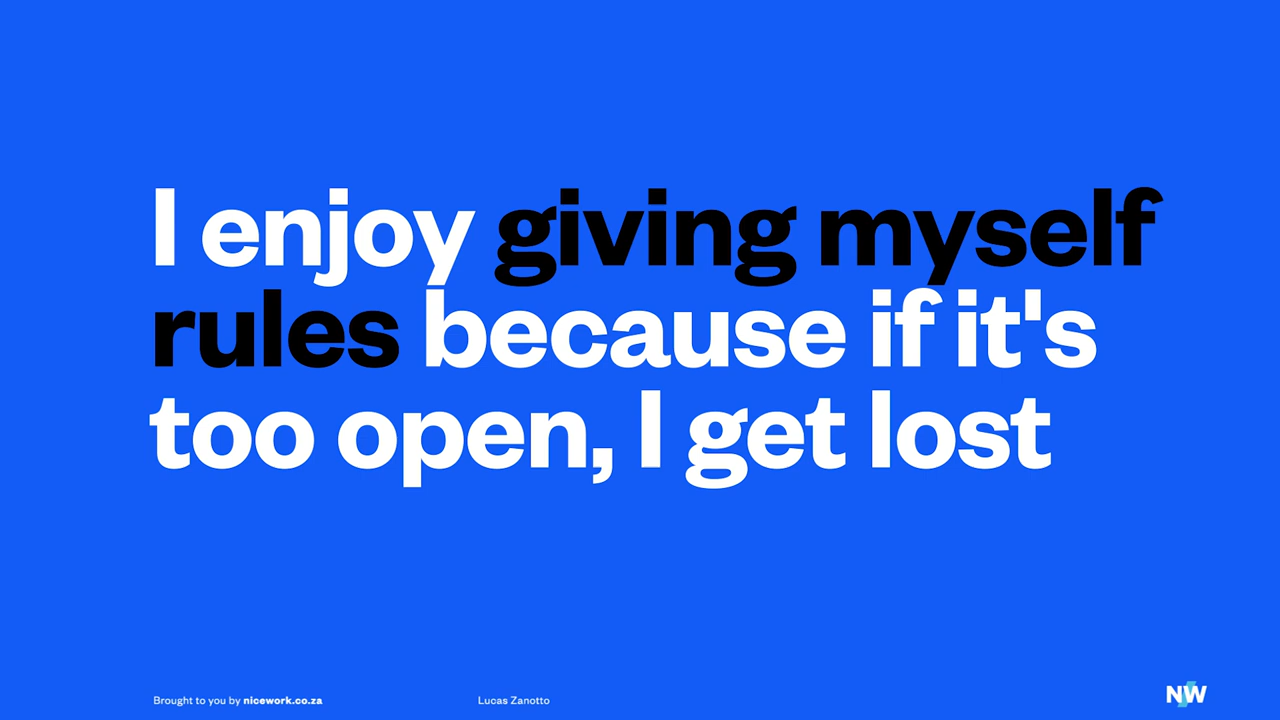 I enjoy giving myself
rules because if it's
too open, I get lost
Brought to you by nicework.co.za
Lucas Zanotto
NW